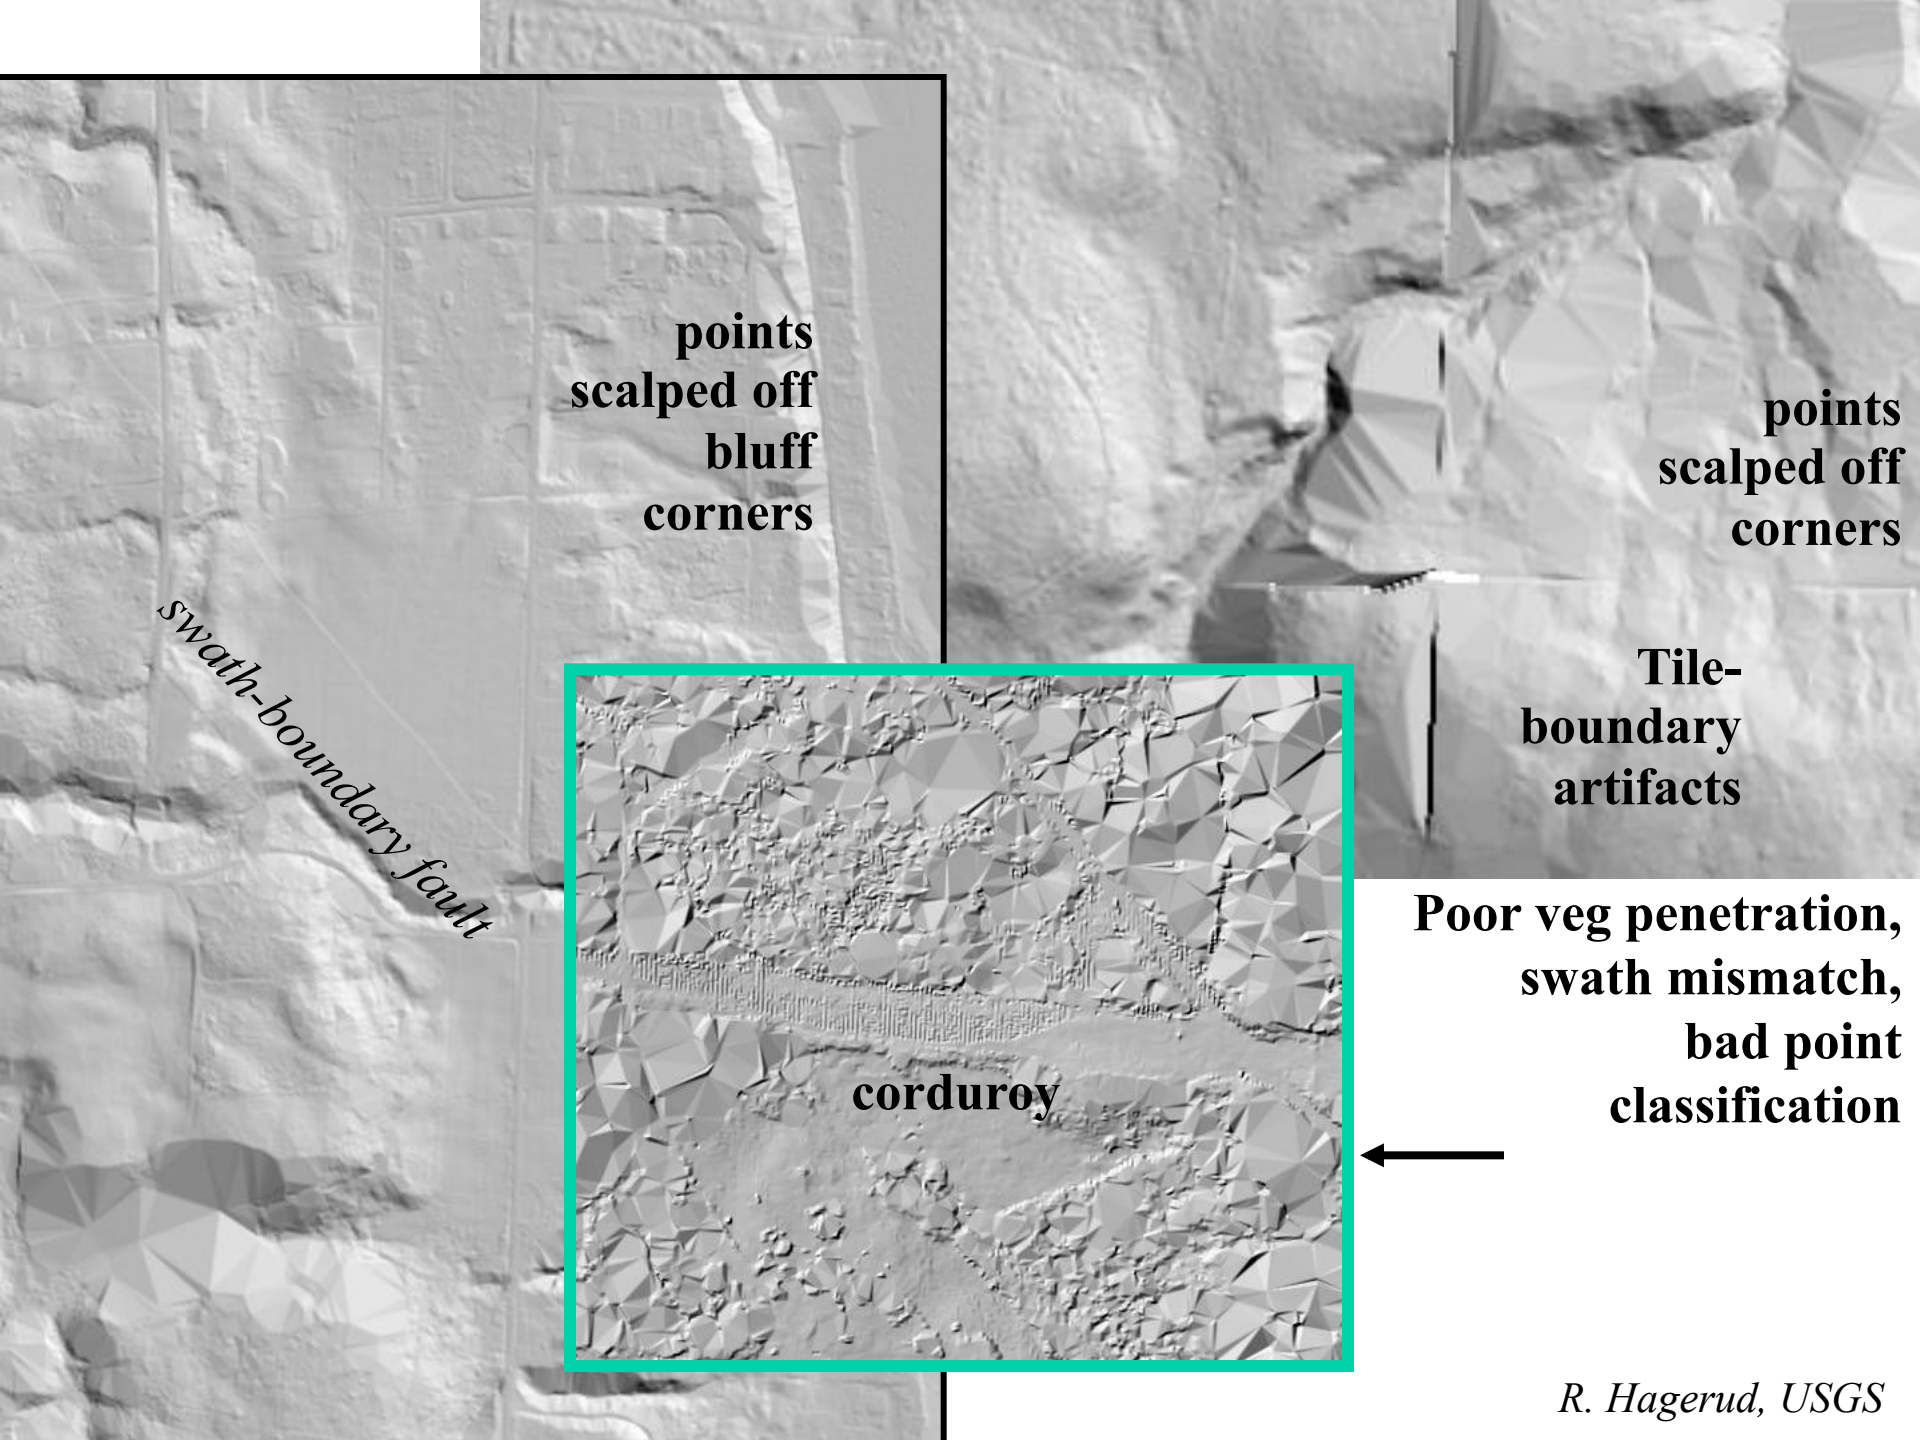 points
scalped off
bluff
corners
swath-boundary fault
points
scalped off
corners
Tile-
boundary
artifacts
corduroy
Poor veg penetration,
swath mismatch,
bad point
classification
R. Hagerud, USGS